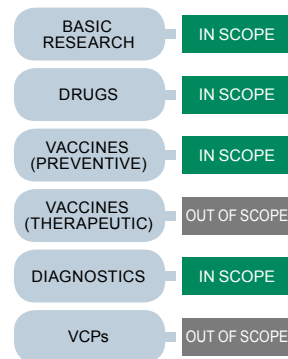 BASIC
RESEARCH
IN SCOPE
DRUGS
IN SCOPE
VACCINES
(PREVENTIVE)
IN SCOPE
VACCINES
(THERAPEUTIC)
OUT OF SCOPE
DIAGNOSTICS
IN SCOPE
VCPs
OUT OF SCOPE